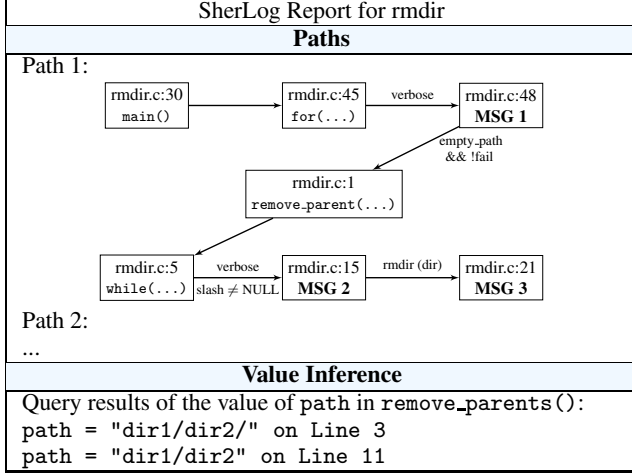 SherLog Report for rmdir
Paths
Path 1:
rmdir.c:30
main()
rmdir.c:45
for(...)
verbose
rmdir.c:48
MSG 1
empty_path
&& !fail
rmdir.c:1
remove_parent(...)
rmdir.c:5
while(...)
verbose
slash ≠ NULL
rmdir.c:15
MSG 2
rmdir (dir)
rmdir.c:21
MSG 3
Path 2:
...
Value Inference
Query results of the value of path in remove_parents():
path = "dir1/dir2/" on Line 3
path = "dir1/dir2" on Line 11